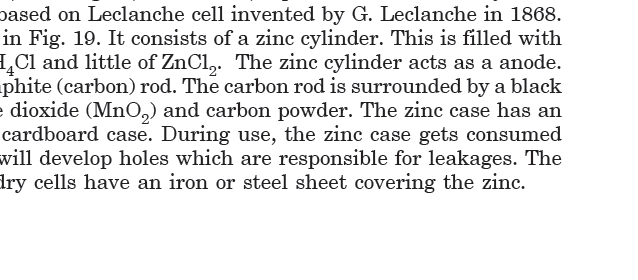 based on Leclanche cell invented by G. Leclanche in 1868.
in Fig. 19. It consists of a zinc cylinder. This is filled with
H₄Cl and little of ZnCl₂. The zinc cylinder acts as a anode.
phite (carbon) rod. The carbon rod is surrounded by a black
dioxide (MnO₂) and carbon powder. The zinc case has an
cardboard case. During use, the zinc case gets consumed
will develop holes which are responsible for leakages. The
dry cells have an iron or steel sheet covering the zinc.